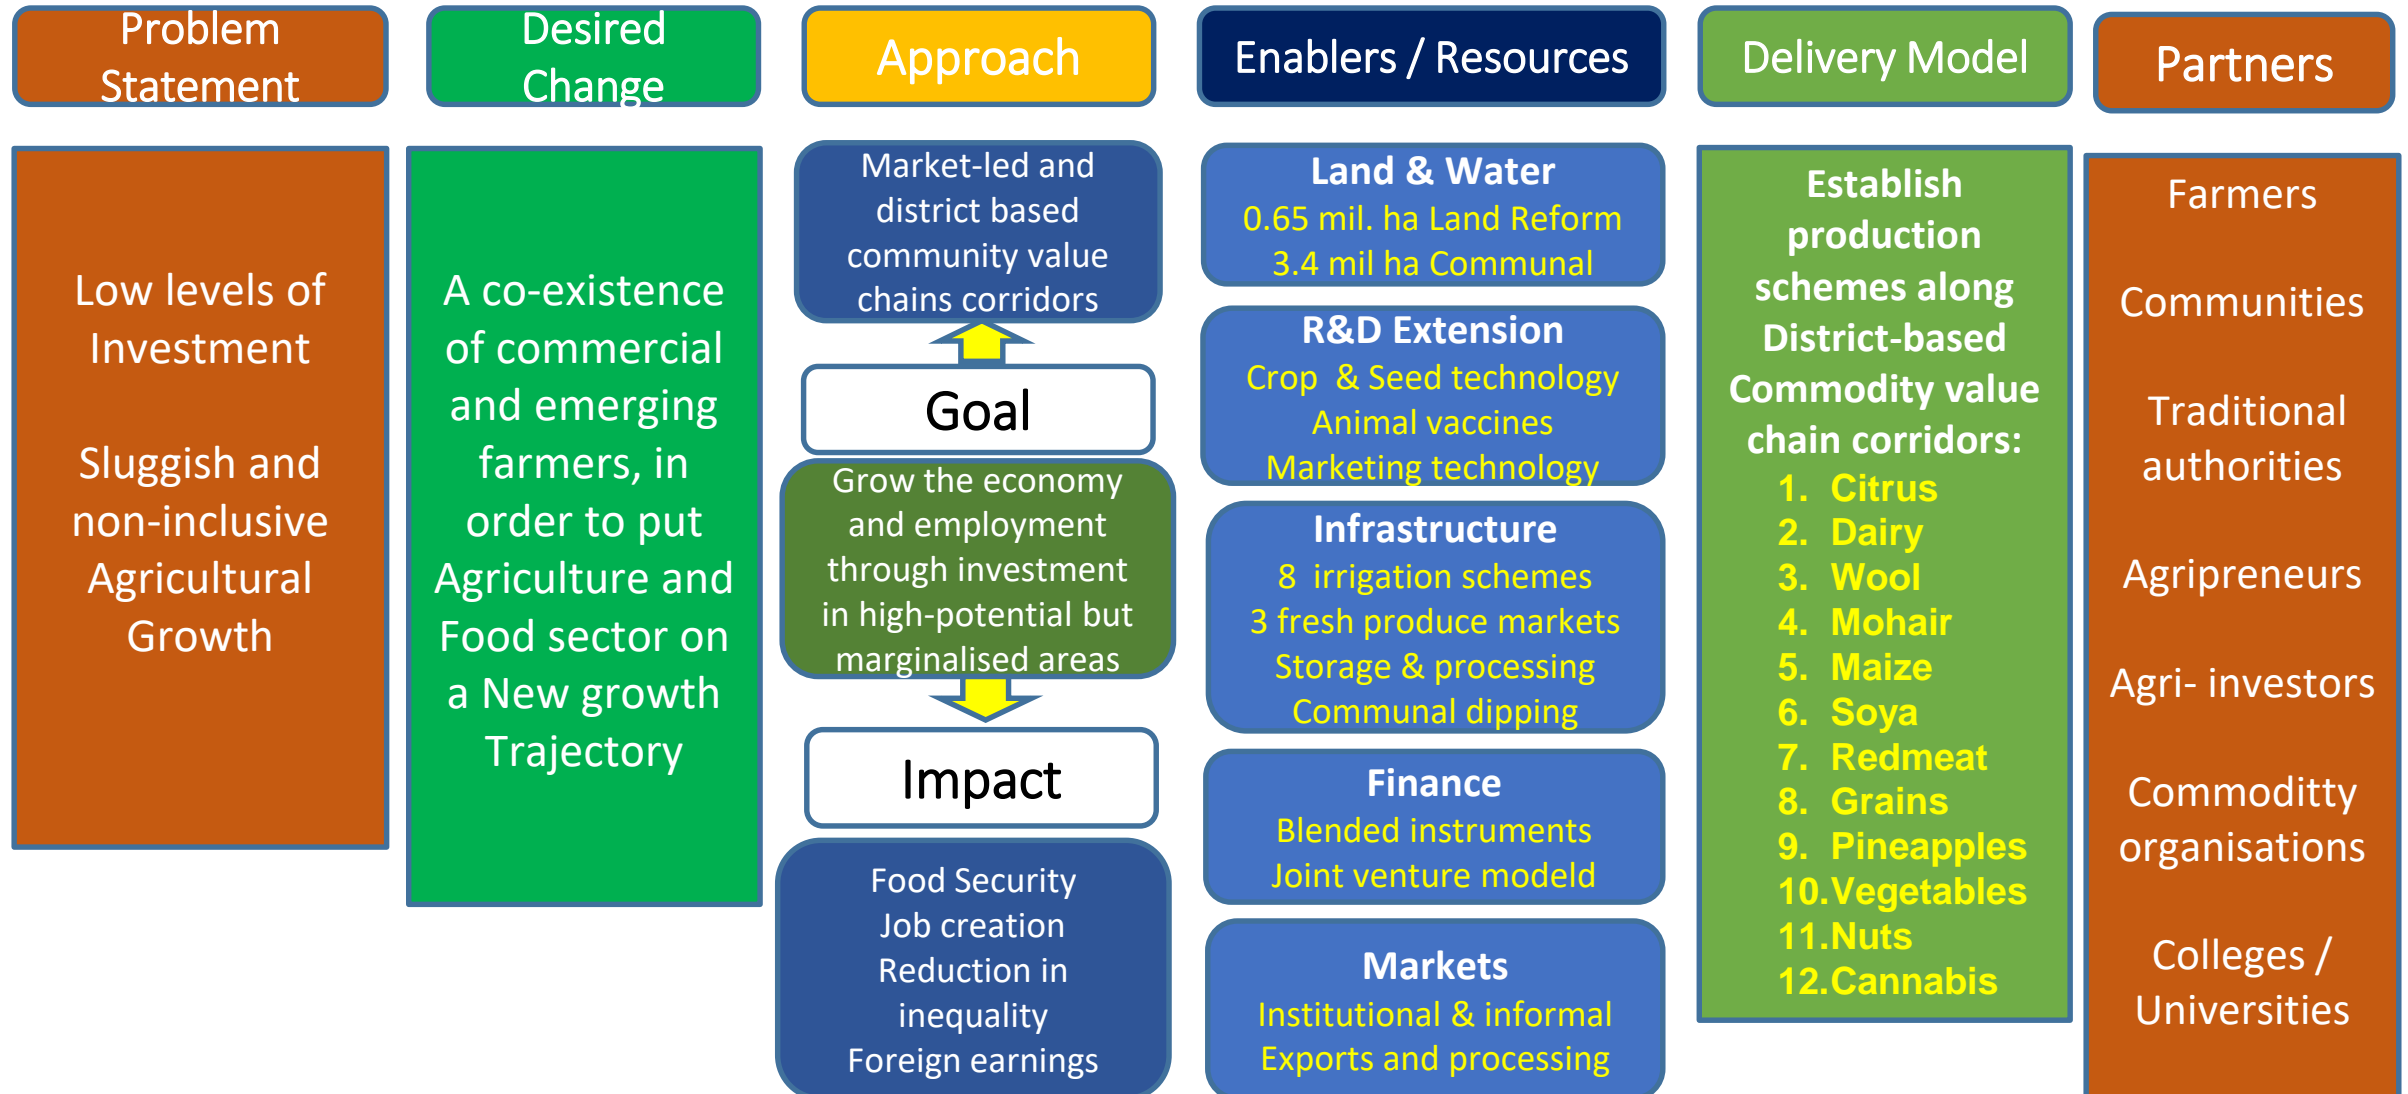 Problem
Statement
Low levels of
Investment
Sluggish and
non-inclusive
Agricultural
Growth
Desired
Change
A co-existence
of commercial
and emerging
farmers, in
order to put
Agriculture and
Food sector on
a New growth
Trajectory
Approach
Market-led and
district based
community value
chains corridors
Goal
Grow the economy
and employment
through investment
in high-potential but
marginalised areas
Impact
Food Security
Job creation
Reduction in
inequality
Foreign earnings
Enablers / Resources
Land & Water
0.65 mil. ha Land Reform
3.4 mil ha Communal
R&D Extension
Crop & Seed technology
Animal vaccines
Marketing technology
Infrastructure
8 irrigation schemes
3 fresh produce markets
Storage & processing
Communal dipping
Finance
Blended instruments
Joint venture modeld
Markets
Institutional & informal
Exports and processing
Delivery Model
Establish
production
schemes along
District-based
Commodity value
chain corridors:
1. Citrus
2. Dairy
3. Wool
4. Mohair
5. Maize
6. Soya
7. Redmeat
8. Grains
9. Pineapples
10.Vegetables
11.Nuts
12.Cannabis
Partners
Farmers
Communities
Traditional
authorities
Agripreneurs
Agri- investors
Commoditty
organisations
Colleges /
Universities